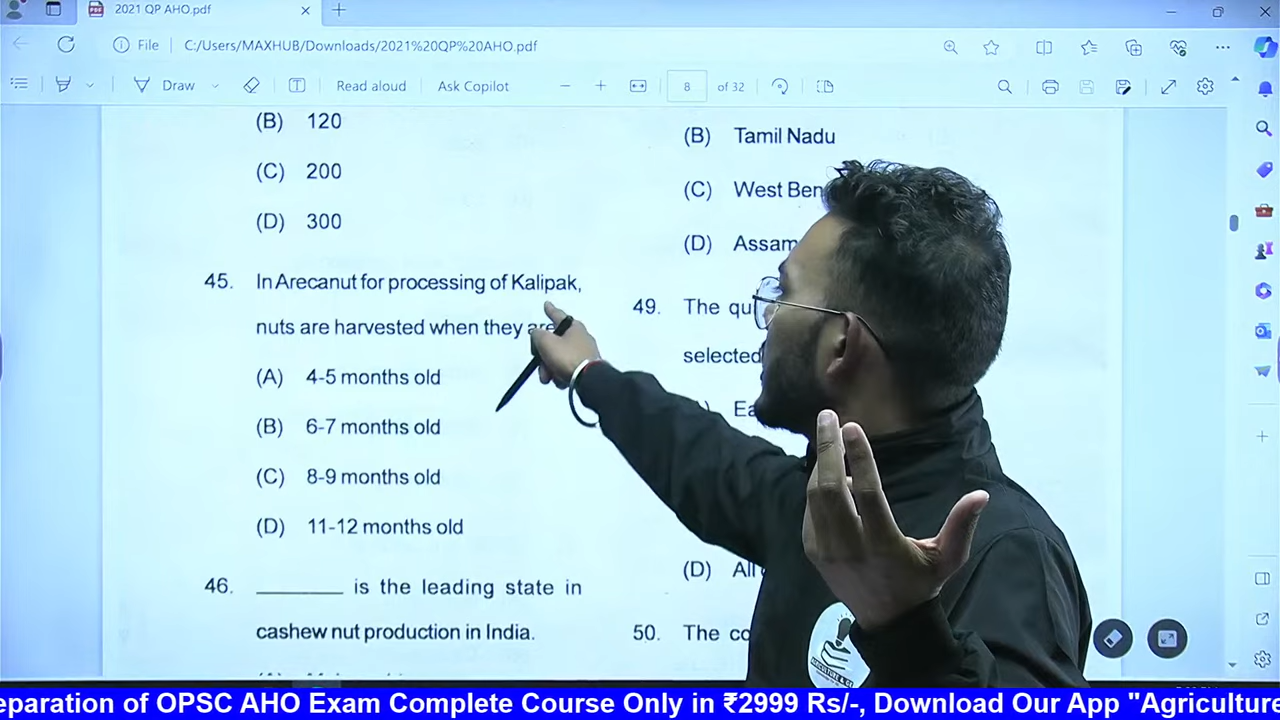 2021 QP AHO.pdf
File
C:/Users/MAXHUB/Downloads/2021%20QP%20AHO.pdf
Draw
Read aloud
Ask Copilot
8 of 32
(B) 120
(C) 200
(D) 300
45. In Arecanut for processing of Kalipak,
nuts are harvested when they are
(A) 4-5 months old
(B) 6-7 months old
(C) 8-9 months old
(D) 11-12 months old
46. ________ is the leading state in
cashew nut production in India.
(B) Tamil Nadu
(C) West
(D) Assam
49. The
selected
(D)
50. The
eparation of OPSC AHO Exam Complete Course Only in ₹2999 Rs/-, Download Our App "Agriculture